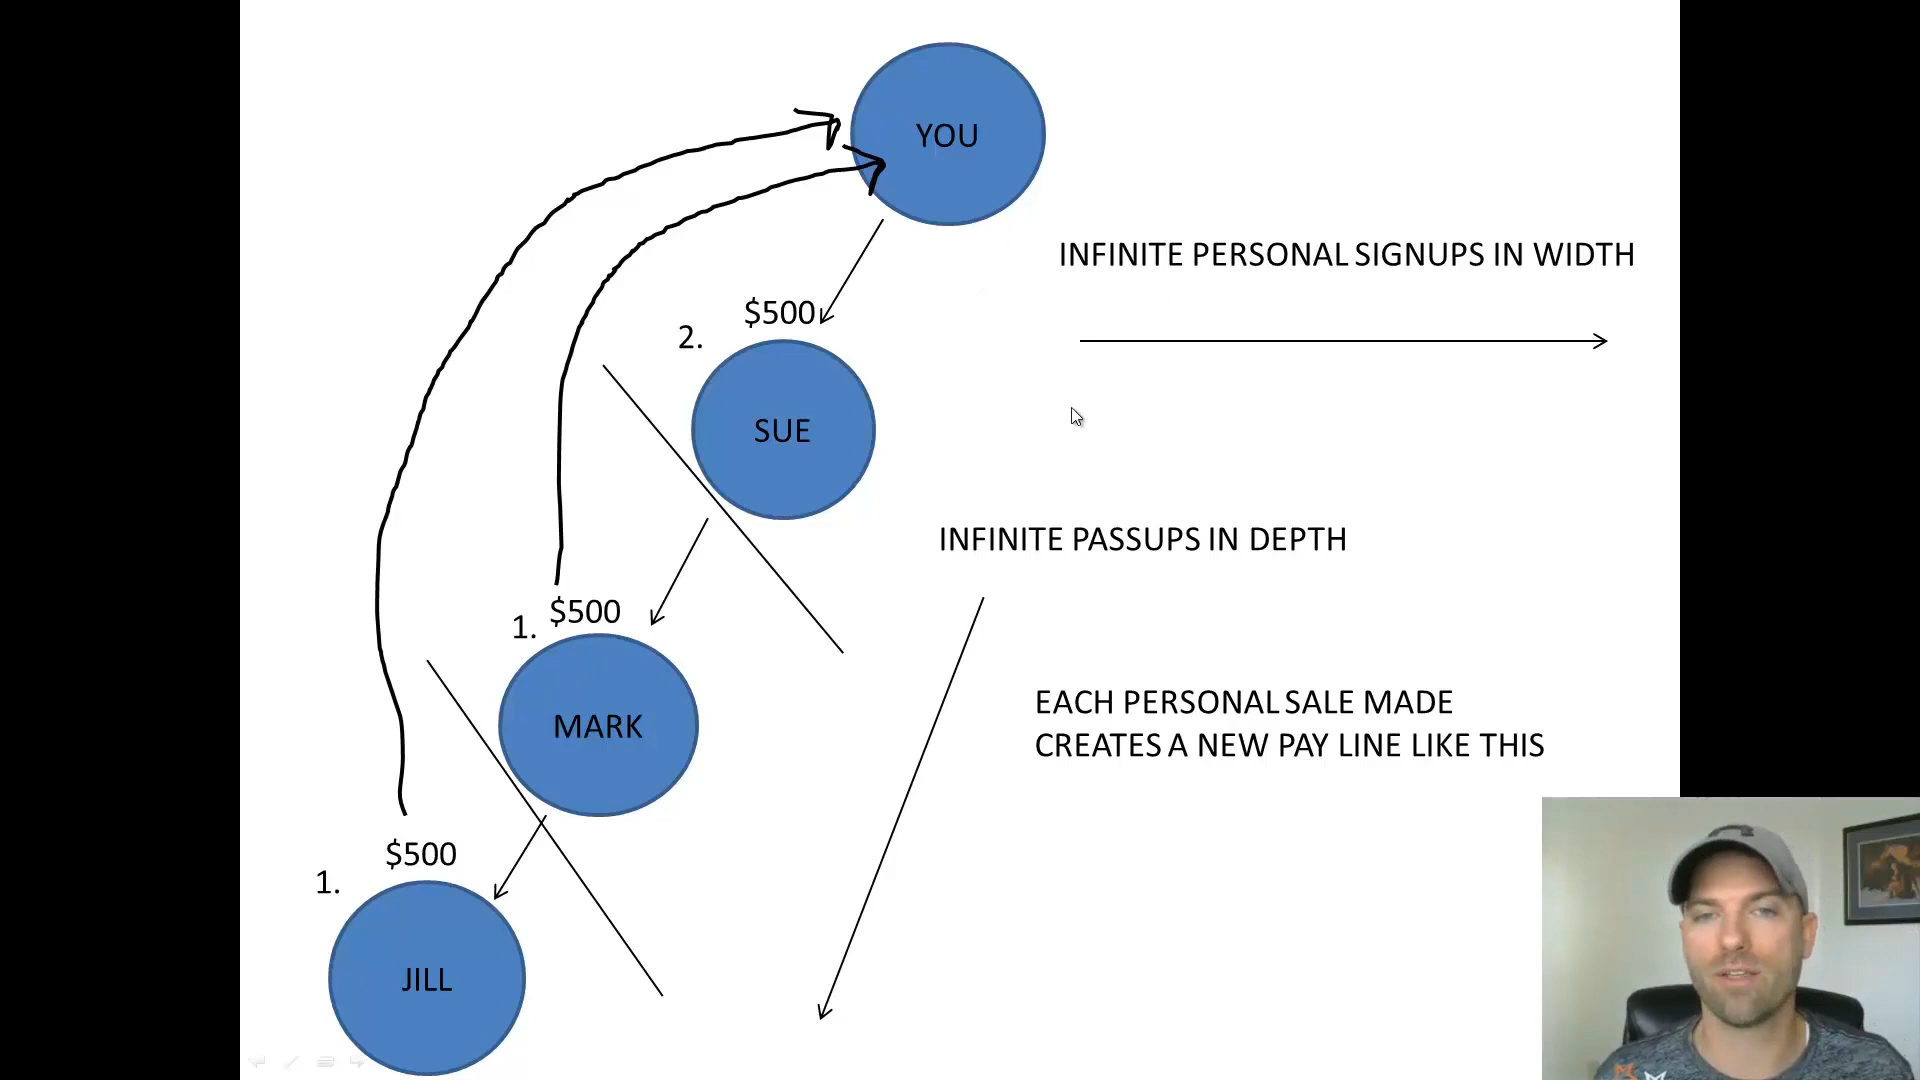 YOU
INFINITE PERSONAL SIGNUPS IN WIDTH
$500
2.
SUE
INFINITE PASSUPS IN DEPTH
$500
1.
MARK
EACH PERSONAL SALE MADE
CREATES A NEW PAY LINE LIKE THIS
$500
1.
JILL